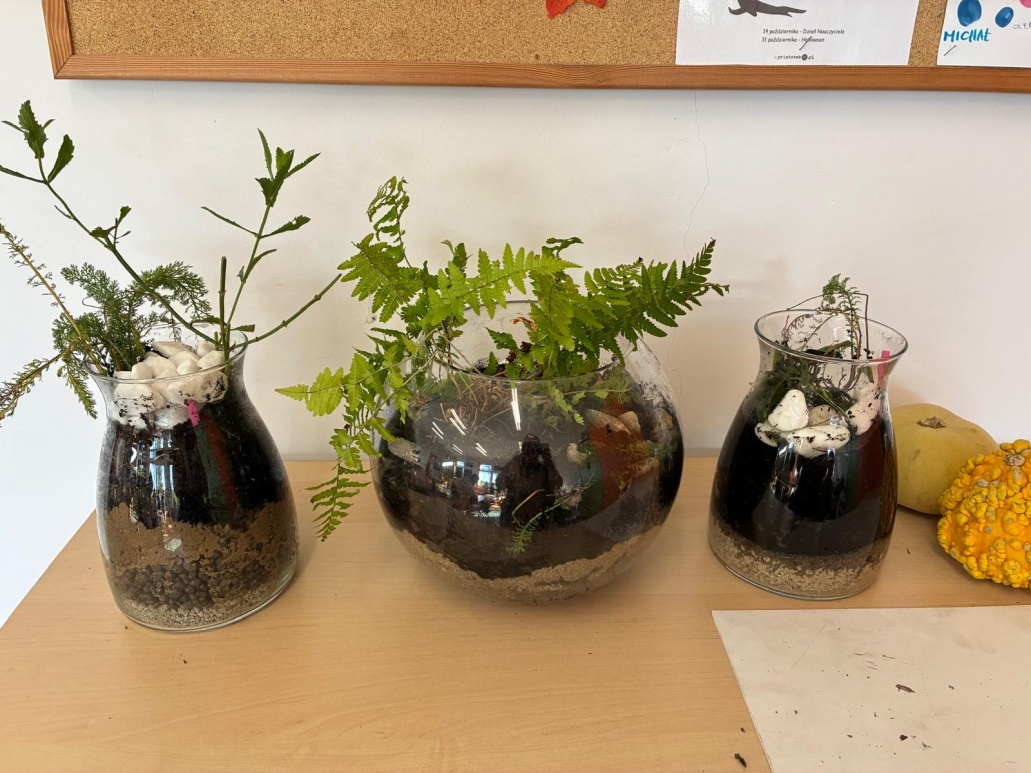 14 października - Dzień Nauczyciela
31 października - Halloween
MICHAŁ